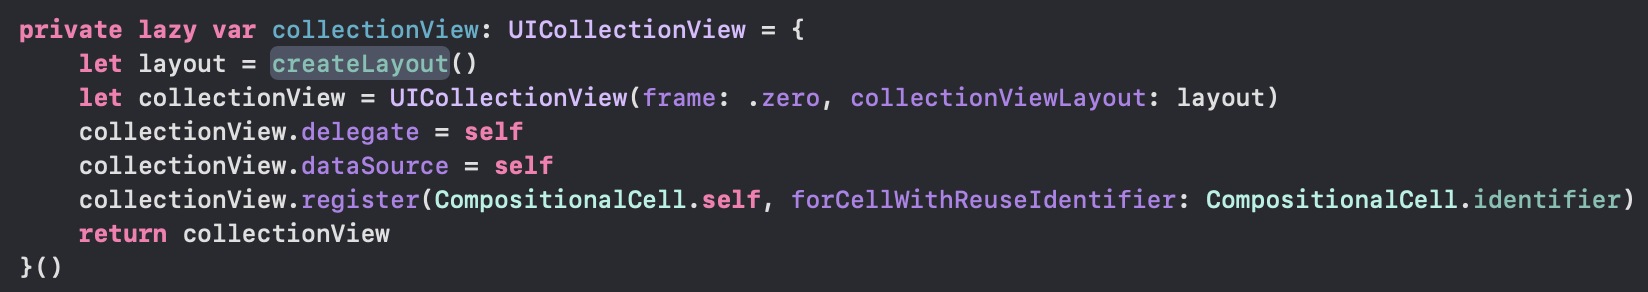 private lazy var collectionView: UICollectionView = {
    let layout = createLayout()
    let collectionView = UICollectionView(frame: .zero, collectionViewLayout: layout)
    collectionView.delegate = self
    collectionView.dataSource = self
    collectionView.register(CompositionalCell.self, forCellWithReuseIdentifier: CompositionalCell.identifier)
    return collectionView
}()